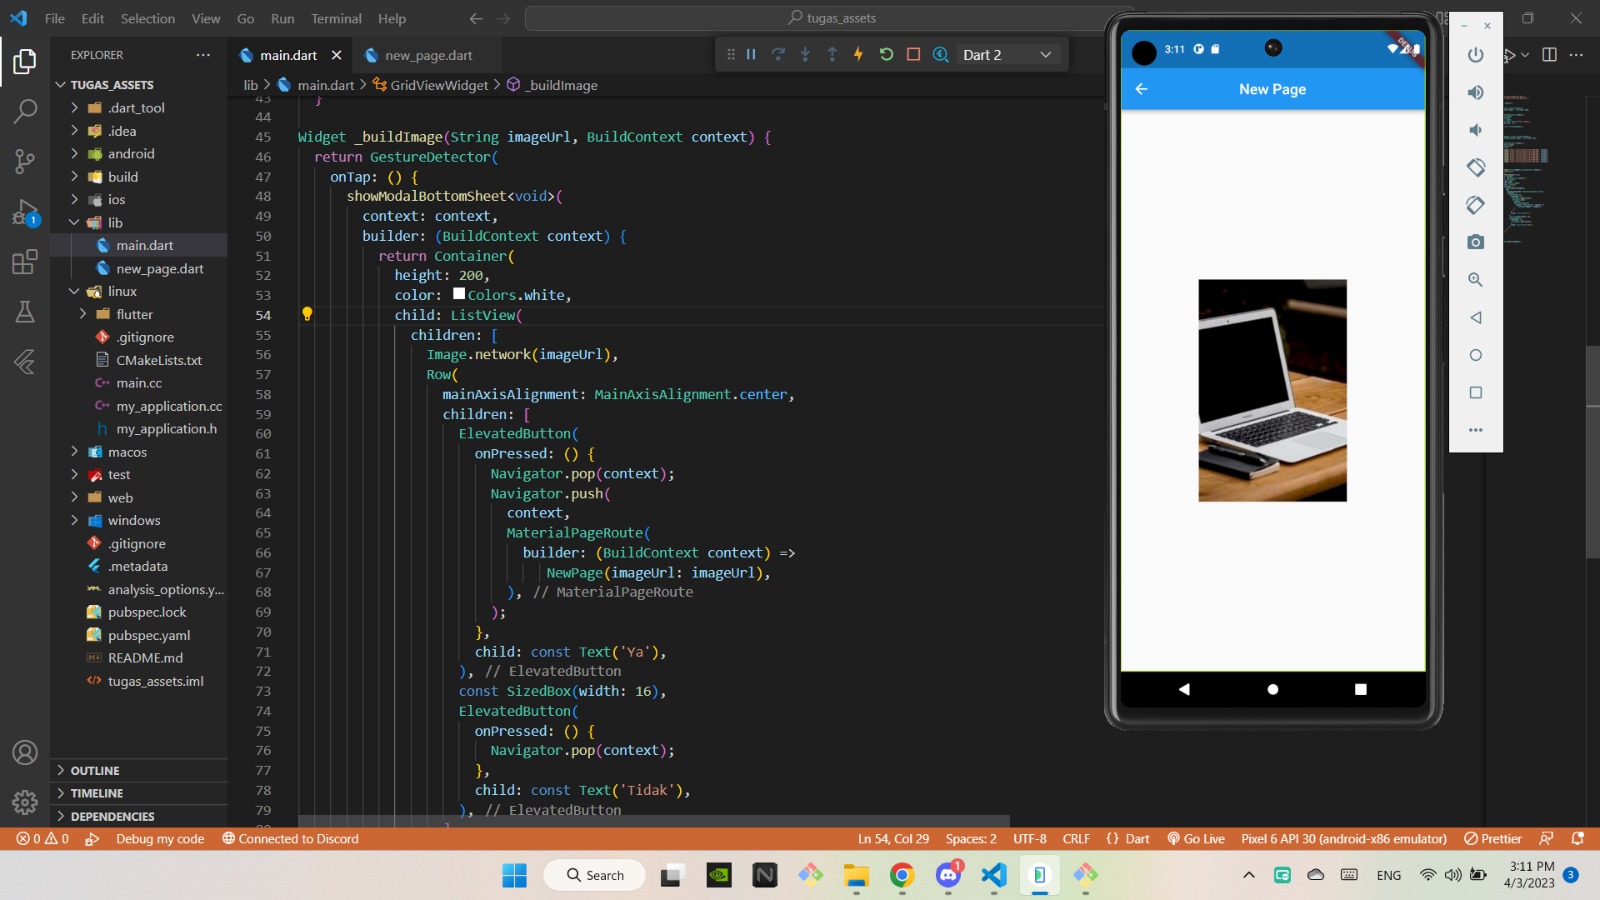 File Edit Selection View Go Run Terminal Help
tugas_assets
EXPLORER
TUGAS_ASSETS
.dart_tool
.idea
android
build
ios
lib
main.dart
new_page.dart
linux
flutter
.gitignore
CMakeLists.txt
main.cc
my_application.cc
my_application.h
macos
test
web
windows
.gitignore
.metadata
analysis_options.y...
pubspec.lock
pubspec.yaml
README.md
tugas_assets.iml
OUTLINE
TIMELINE
DEPENDENCIES
1
main.dart new_page.dart
Dart 2
lib > main.dart > GridViewWidget > _buildImage
43 }
44
45 Widget _buildImage(String imageUrl, BuildContext context) {
46 return GestureDetector(
47 onTap: () {
48 showModalBottomSheet<void>(
49 context: context,
50 builder: (BuildContext context) {
51 return Container(
52 height: 200,
53 color: Colors.white,
54 child: ListView(
55 children: [
56 Image.network(imageUrl),
57 Row(
58 mainAxisAlignment: MainAxisAlignment.center,
59 children: [
60 ElevatedButton(
61 onPressed: () {
62 Navigator.pop(context);
63 Navigator.push(
64 context,
65 MaterialPageRoute(
66 builder: (BuildContext context) =>
67 NewPage(imageUrl: imageUrl),
68 ), // MaterialPageRoute
69 );
70 },
71 child: const Text('Ya'),
72 ), // ElevatedButton
73 const SizedBox(width: 16),
74 ElevatedButton(
75 onPressed: () {
76 Navigator.pop(context);
77 },
78 child: const Text('Tidak'),
79 ), // ElevatedButton
3:11
DEBUG
New Page
0 0 Debug my code Connected to Discord
Ln 54, Col 29 Spaces: 2 UTF-8 CRLF {} Dart Go Live Pixel 6 API 30 (android-x86 emulator) Prettier
Search
1
ENG
3:11 PM
4/3/2023
3